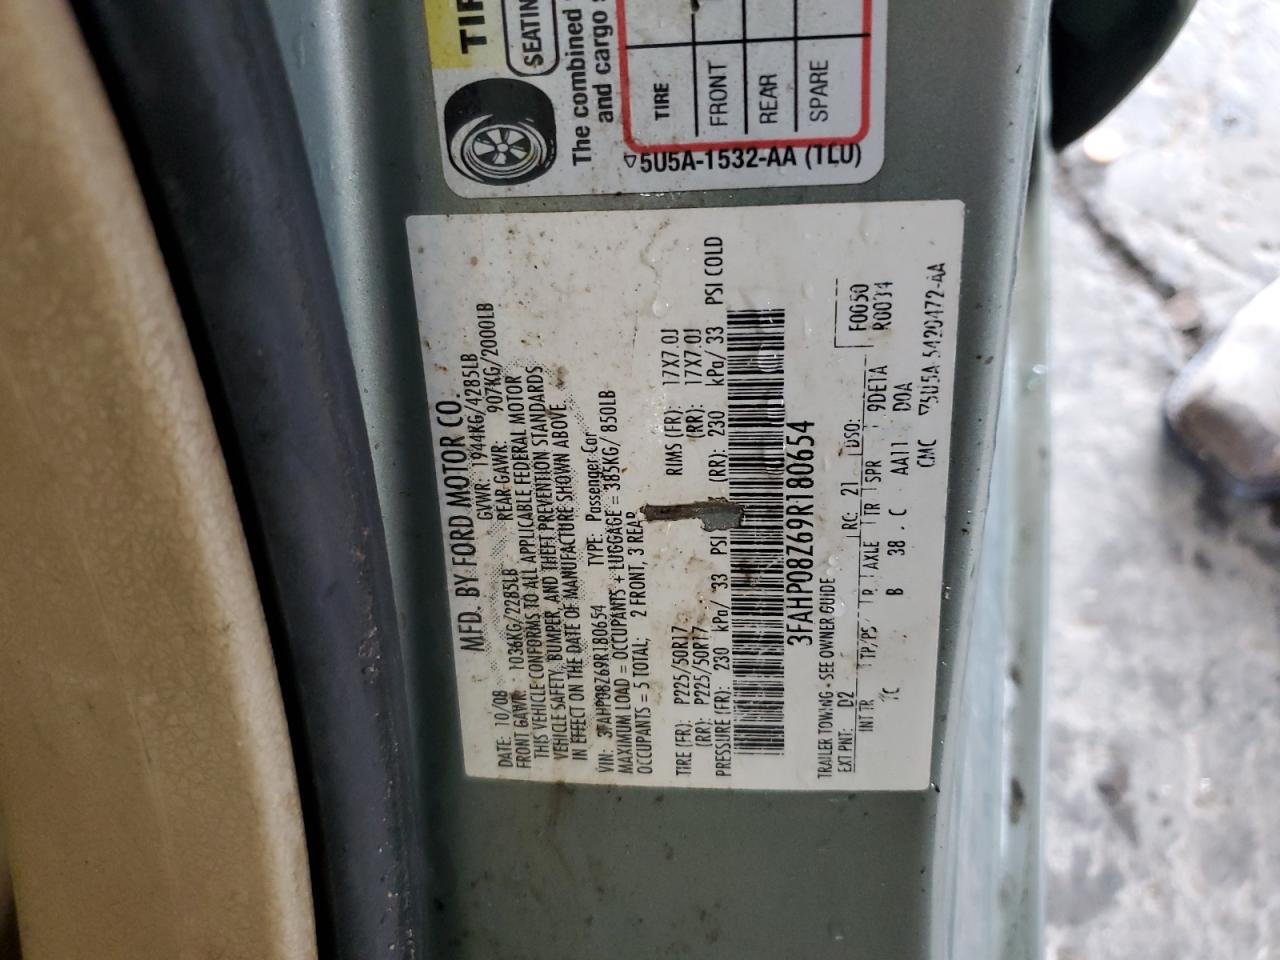 TIR
SEATIN
The combined
and cargo
TIRE
FRONT
REAR
SPARE
▽5U5A-1532-AA (TLU)
MFD. BY FORD MOTOR CO.
DATE: 10/08 GVWR: 1944KG/4285LB
FRONT GAWR: 1036KG/2285LB REAR GAWR: 907KG/2000LB
THIS VEHICLE CONFORMS TO ALL APPLICABLE FEDERAL MOTOR
VEHICLE SAFETY, BUMPER, AND THEFT PREVENTION STANDARDS
IN EFFECT ON THE DATE OF MANUFACTURE SHOWN ABOVE.
VIN: 3FAHP08Z69R180654 TYPE: Passenger Car
MAXIMUM LOAD = OCCUPANTS + LUGGAGE = 385KG/ 850LB
OCCUPANTS = 5 TOTAL; 2 FRONT, 3 REAR
TIRE (FR): P225/50R17 RIMS (FR): 17X7.0J
(RR): P225/50R17 (RR): 17X7.0J
PRESSURE (FR): 230 kPa/ 33 PSI (RR): 230 kPa/ 33 PSI COLD
3FAHP08Z69R180654
TRAILER TOWING - SEE OWNER GUIDE
EXT PNT: D2 RC: 21 DSO: F0050
INT TR TP/PS R AXLE TR SPR 9DE1A R0034
B 38 . C AA11 DOA
CMC ▽5U5A-5420472-AA